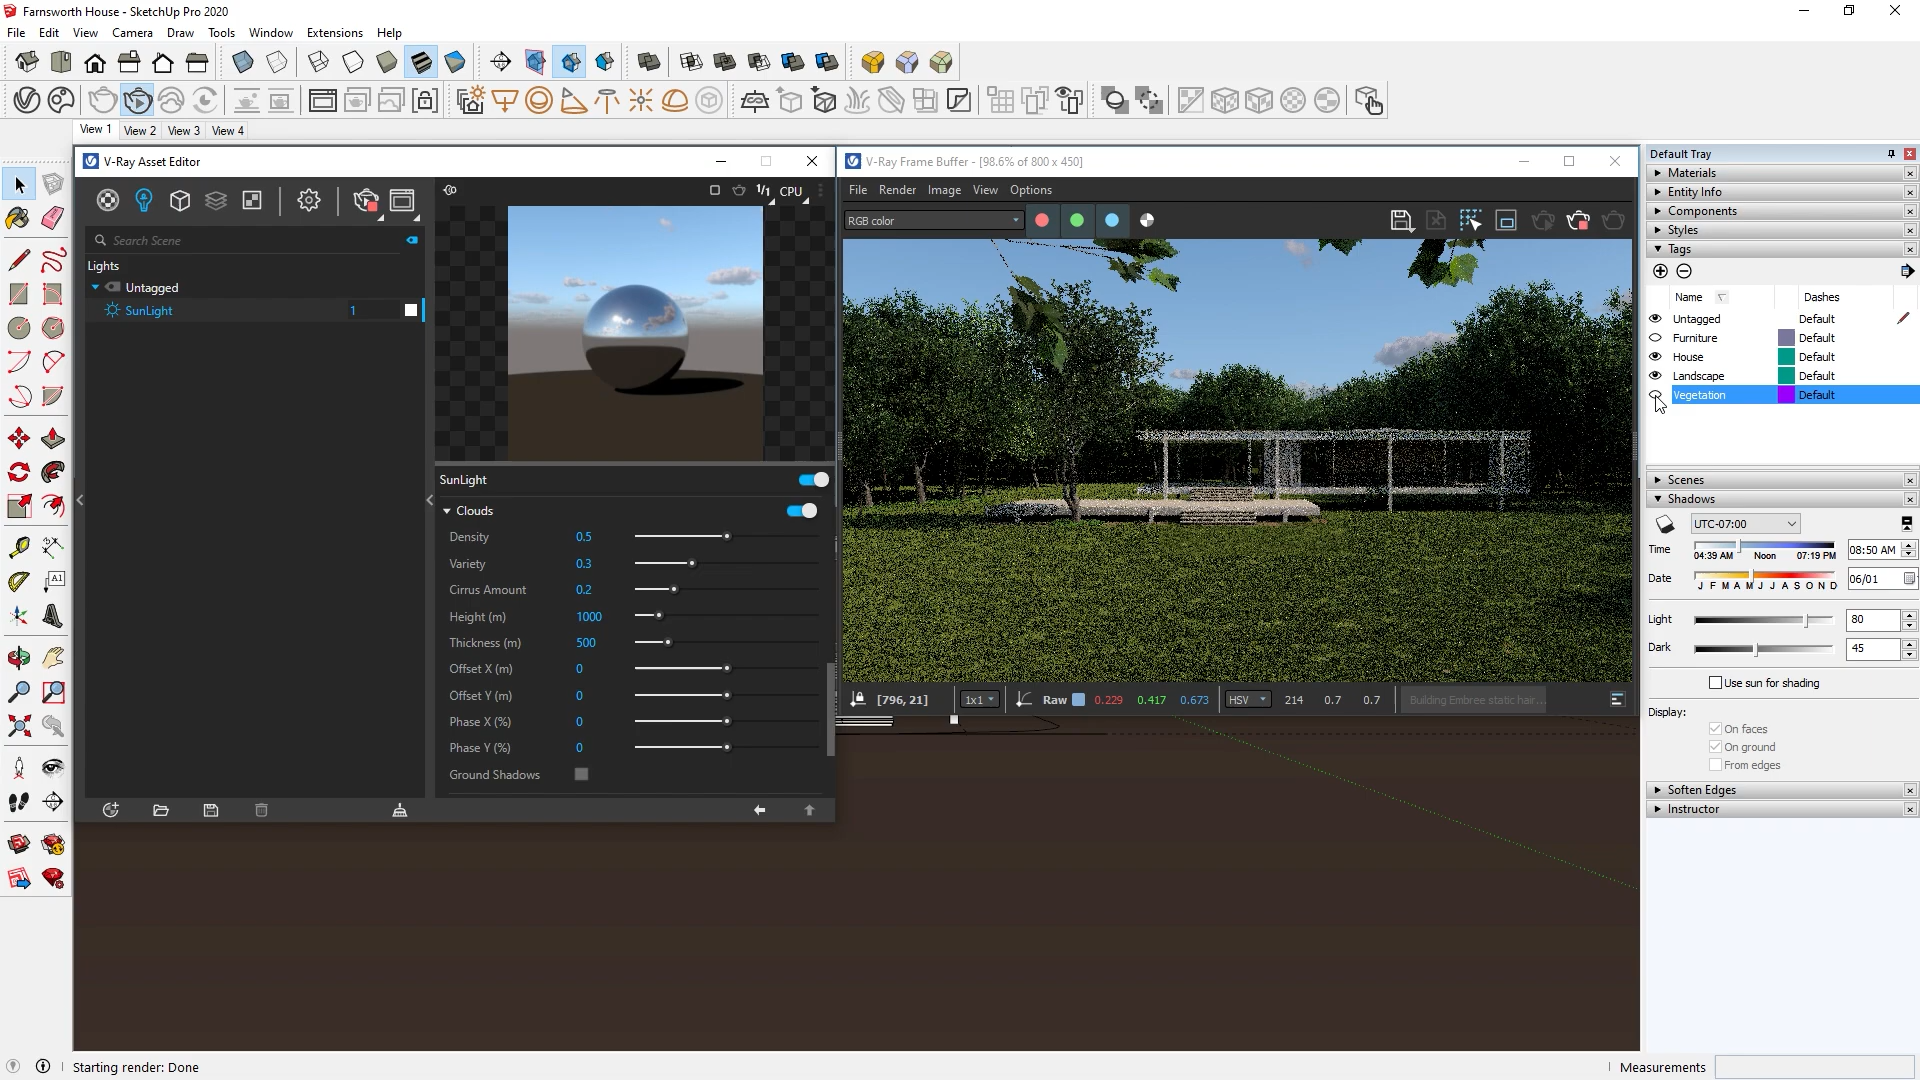 Farnsworth House - SketchUp Pro 2020
File Edit View Camera Draw Tools Window Extensions Help
View 1 View 2 View 3 View 4
V-Ray Asset Editor
1/1 CPU
Search Scene
Lights
Untagged
SunLight 1
SunLight
Clouds
Density 0.5
Variety 0.3
Cirrus Amount 0.2
Height (m) 1000
Thickness (m) 500
Offset X (m) 0
Offset Y (m) 0
Phase X (%) 0
Phase Y (%) 0
Ground Shadows
V-Ray Frame Buffer - [98.6% of 800 x 450]
File Render Image View Options
RGB color
[796, 21] 1x1 Raw 0.229 0.417 0.673 HSV 214 0.7 0.7 Building Embree static hair...
Default Tray
Materials
Entity Info
Components
Styles
Tags
Name Dashes
Untagged Default
Furniture Default
House Default
Landscape Default
Vegetation Default
Scenes
Shadows
UTC-07:00
Time 04:39 AM Noon 07:19 PM 08:50 AM
Date J F M A M J J A S O N D 06/01
Light 80
Dark 45
Use sun for shading
Display:
On faces
On ground
From edges
Soften Edges
Instructor
A1
Starting render: Done
Measurements